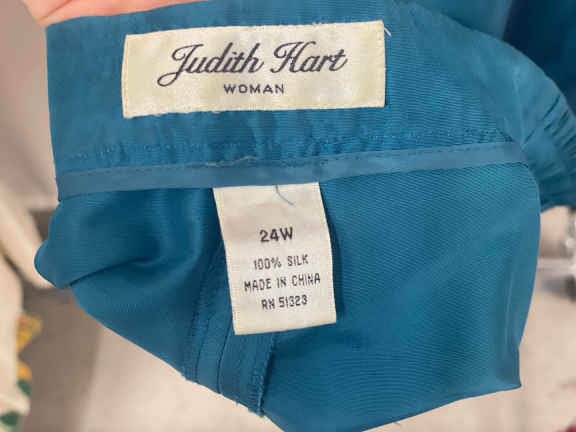 Judith Hart
WOMAN
24W
100% SILK
MADE IN CHINA
RN 51323